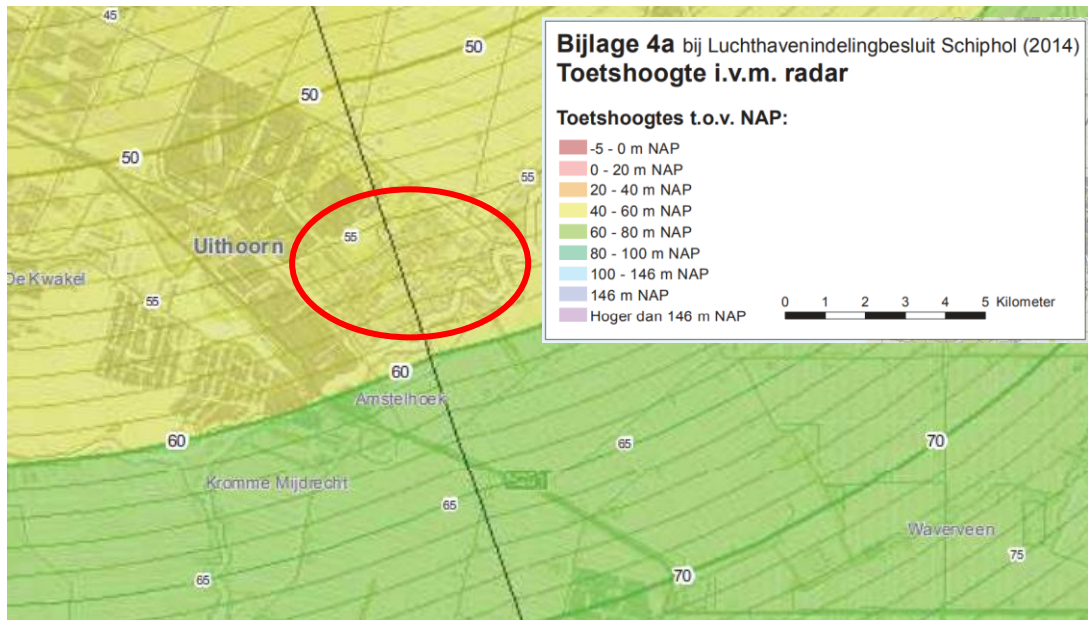 45
50
Bijlage 4a bij Luchthavenindelingbesluit Schiphol (2014)
Toetshoogte i.v.m. radar
50
Toetshoogtes t.o.v. NAP:
-5 - 0 m NAP
0 - 20 m NAP
20 - 40 m NAP
40 - 60 m NAP
60 - 80 m NAP
80 - 100 m NAP
100 - 146 m NAP
146 m NAP
Hoger dan 146 m NAP
0 1 2 3 4 5 Kilometer
50
55
55
Uithoorn
De Kwakel
55
60
Amstelhoek
60
65
70
Kromme Mijdrecht
65
Waverveen
75
65
70